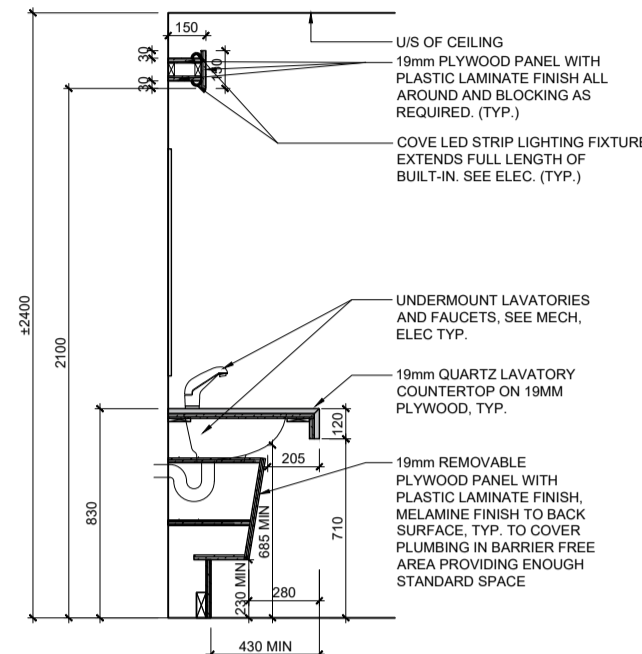 150
30
130
30
U/S OF CEILING
19mm PLYWOOD PANEL WITH
PLASTIC LAMINATE FINISH ALL
AROUND AND BLOCKING AS
REQUIRED. (TYP.)
COVE LED STRIP LIGHTING FIXTURE
EXTENDS FULL LENGTH OF
BUILT-IN. SEE ELEC. (TYP.)
±2400
2100
UNDERMOUNT LAVATORIES
AND FAUCETS, SEE MECH,
ELEC TYP.
19mm QUARTZ LAVATORY
COUNTERTOP ON 19MM
PLYWOOD, TYP.
120
205
830
710
685 MIN
19mm REMOVABLE
PLYWOOD PANEL WITH
PLASTIC LAMINATE FINISH,
MELAMINE FINISH TO BACK
SURFACE, TYP. TO COVER
PLUMBING IN BARRIER FREE
AREA PROVIDING ENOUGH
STANDARD SPACE
230 MIN
280
430 MIN